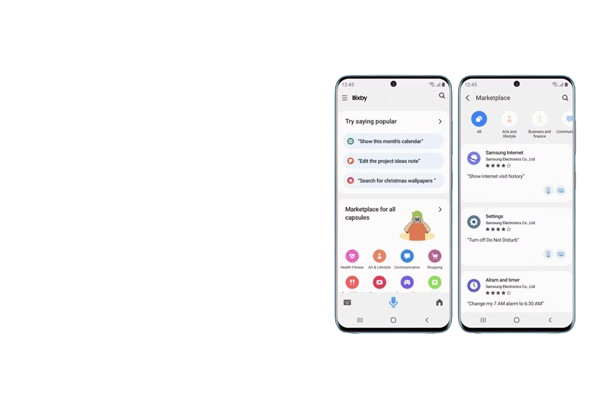 12:45
Bixby
Try saying popular
"Show this month's calendar"
"Edit the project ideas note"
"Search for christmas wallpapers "
Marketplace for all
capsules
Health Fitness
Art & Lifestyle
Communication
Shopping
12:45
Marketplace
All
Arts and
lifestyle
Business and
finance
Communi
Samsung Internet
Samsung Electronics Co., Ltd
"Show internet visit history"
Settings
Samsung Electronics Co., Ltd
"Turn off Do Not Disturb"
Alram and timer
Samsung Electronics Co., Ltd
"Change my 7 AM alarm to 6:30 AM"